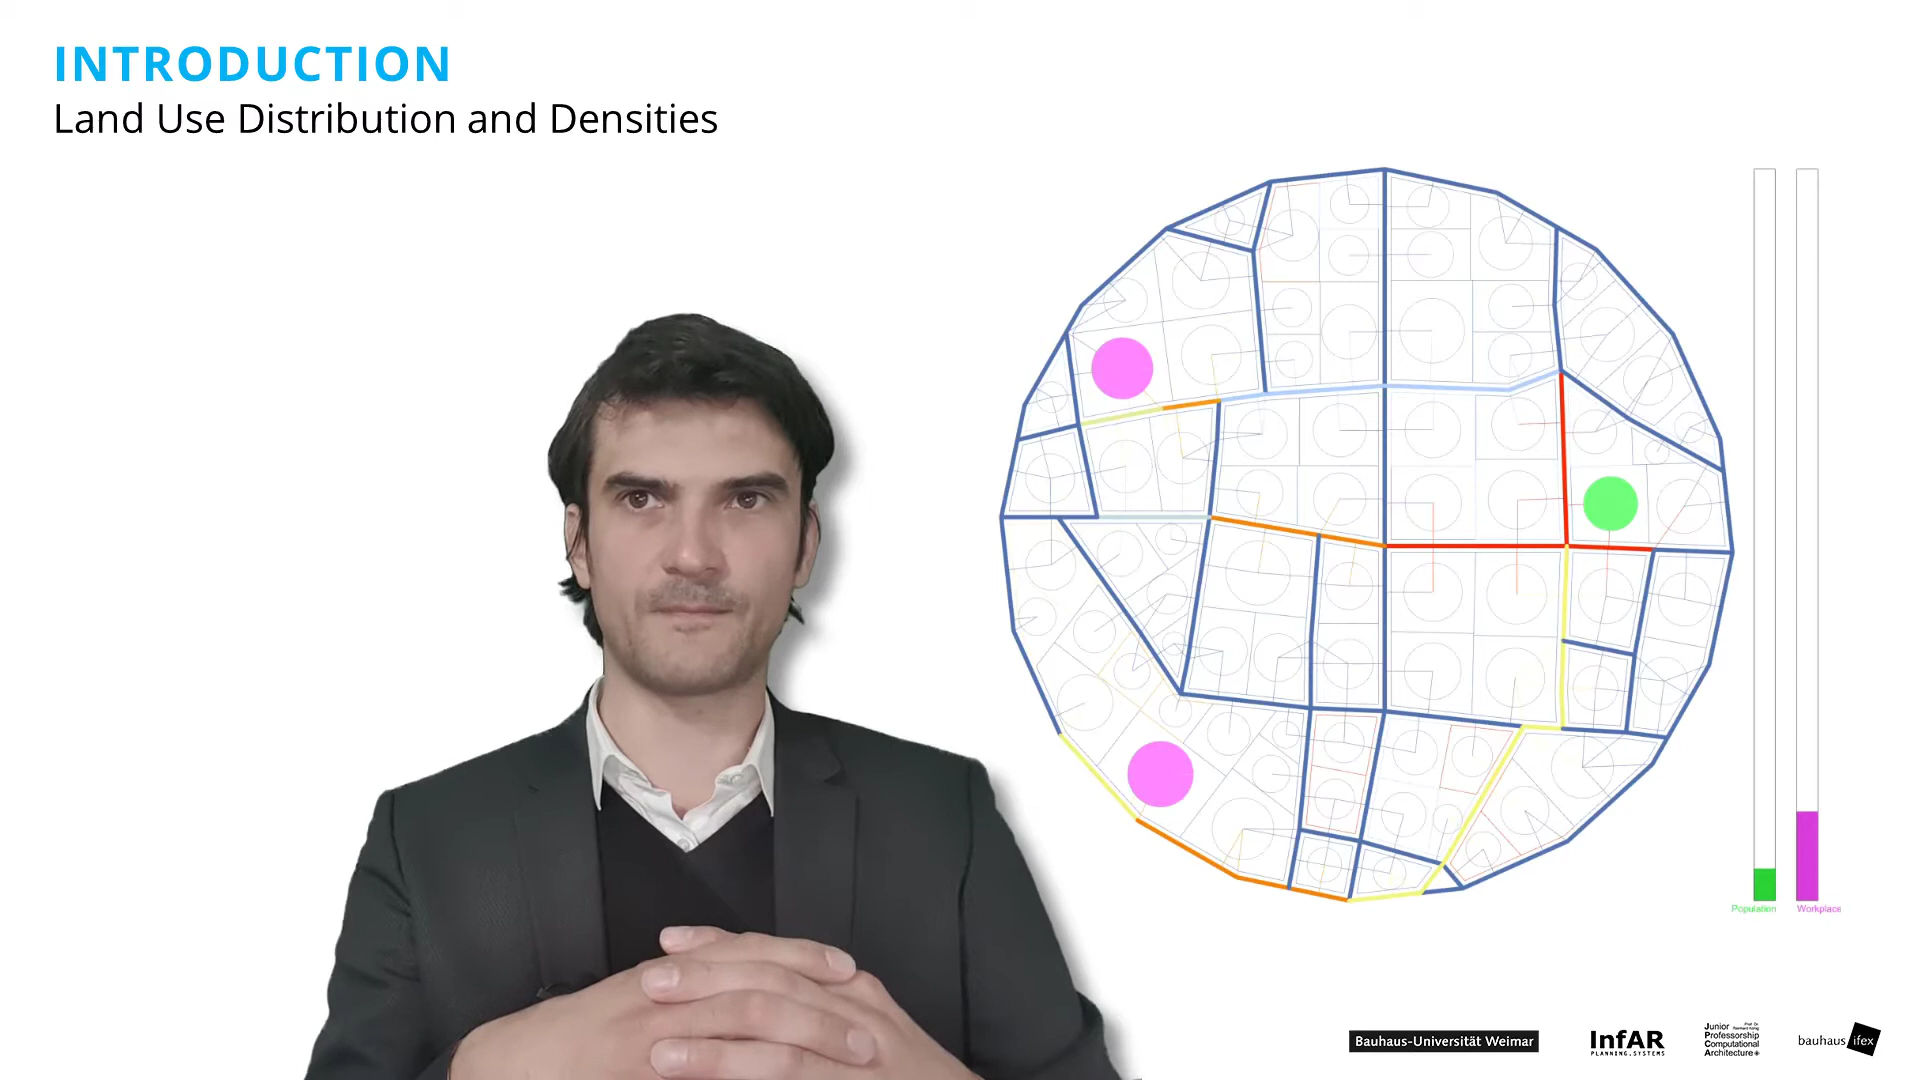 INTRODUCTION
Land Use Distribution and Densities
Population
Workplace
Bauhaus-Universität Weimar
InfAR
PLANNING.SYSTEMS
Junior
Professorship
Computational
Architecture+
bauhaus ifex